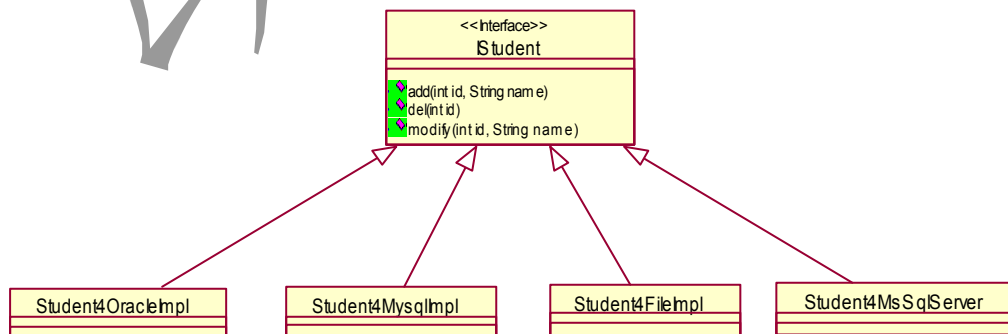 <<Interface>>
IStudent
add(int id, String name)
del(int id)
modify(int id, String name)
Student4OracleImpl
Student4MysqlImpl
Student4FileImpl
Student4MsSqlServer